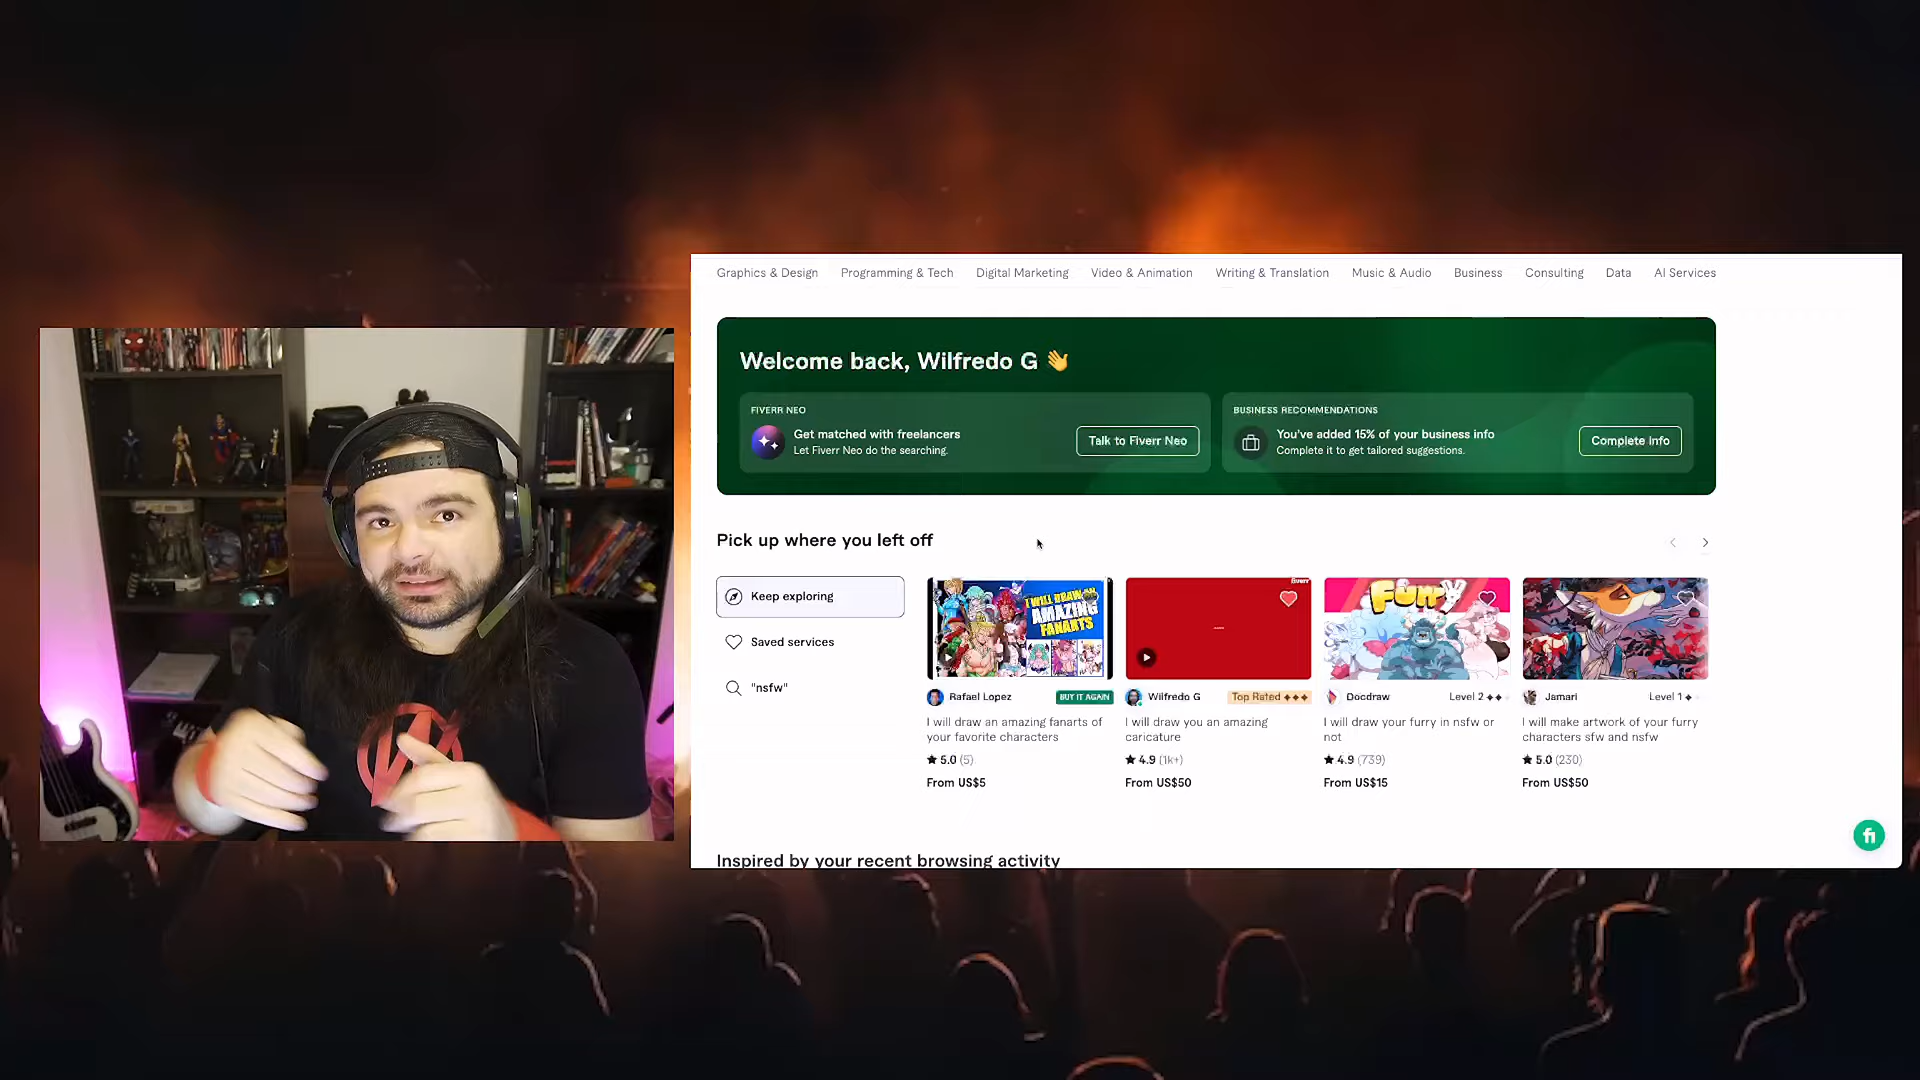 Graphics & Design Programming & Tech Digital Marketing Video & Animation Writing & Translation Music & Audio Business Consulting Data AI Services
Welcome back, Wilfredo G 👋
FIVERR NEO
Get matched with freelancers
Let Fiverr Neo do the searching.
Talk to Fiverr Neo
BUSINESS RECOMMENDATIONS
You've added 15% of your business info
Complete it to get tailored suggestions.
Complete Info
Pick up where you left off
Keep exploring
Saved services
"nsfw"
I WILL DRAW AN
AMAZING
FANARTS
Rafael Lopez BUY IT AGAIN
I will draw an amazing fanarts of
your favorite characters
★ 5.0 (5)
From US$5
fiverr
Wilfredo G Top Rated ◆◆◆
I will draw you an amazing
caricature
★ 4.9 (1k+)
From US$50
Furry
Docdraw Level 2 ◆◆
I will draw your furry in nsfw or
not
★ 4.9 (739)
From US$15
Jamari Level 1 ◆
I will make artwork of your furry
characters sfw and nsfw
★ 5.0 (230)
From US$50
fi
Inspired by your recent browsing activity